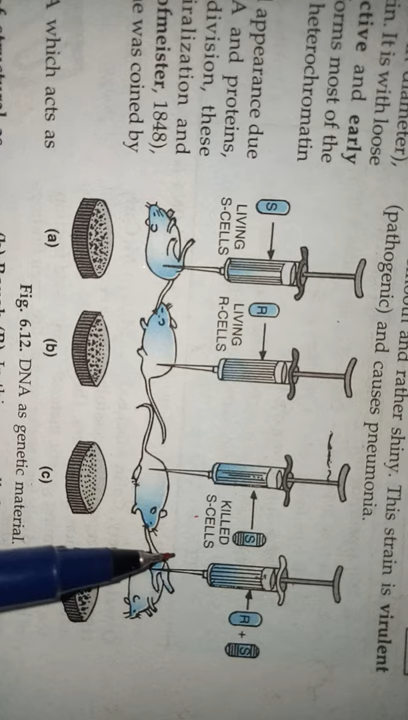 diameter),
in. It is with loose
ctive and early
orms most of the
heterochromatin
appearance due
A and proteins,
division, these
iralization and
ofmeister, 1848),
e was coined by
A which acts as
and rather shiny. This strain is virulent
(pathogenic) and causes pneumonia.
S
LIVING
S-CELLS
R
LIVING
R-CELLS
S
KILLED
S-CELLS
R + S
(a)
(b)
(c)
Fig. 6.12. DNA as genetic material.